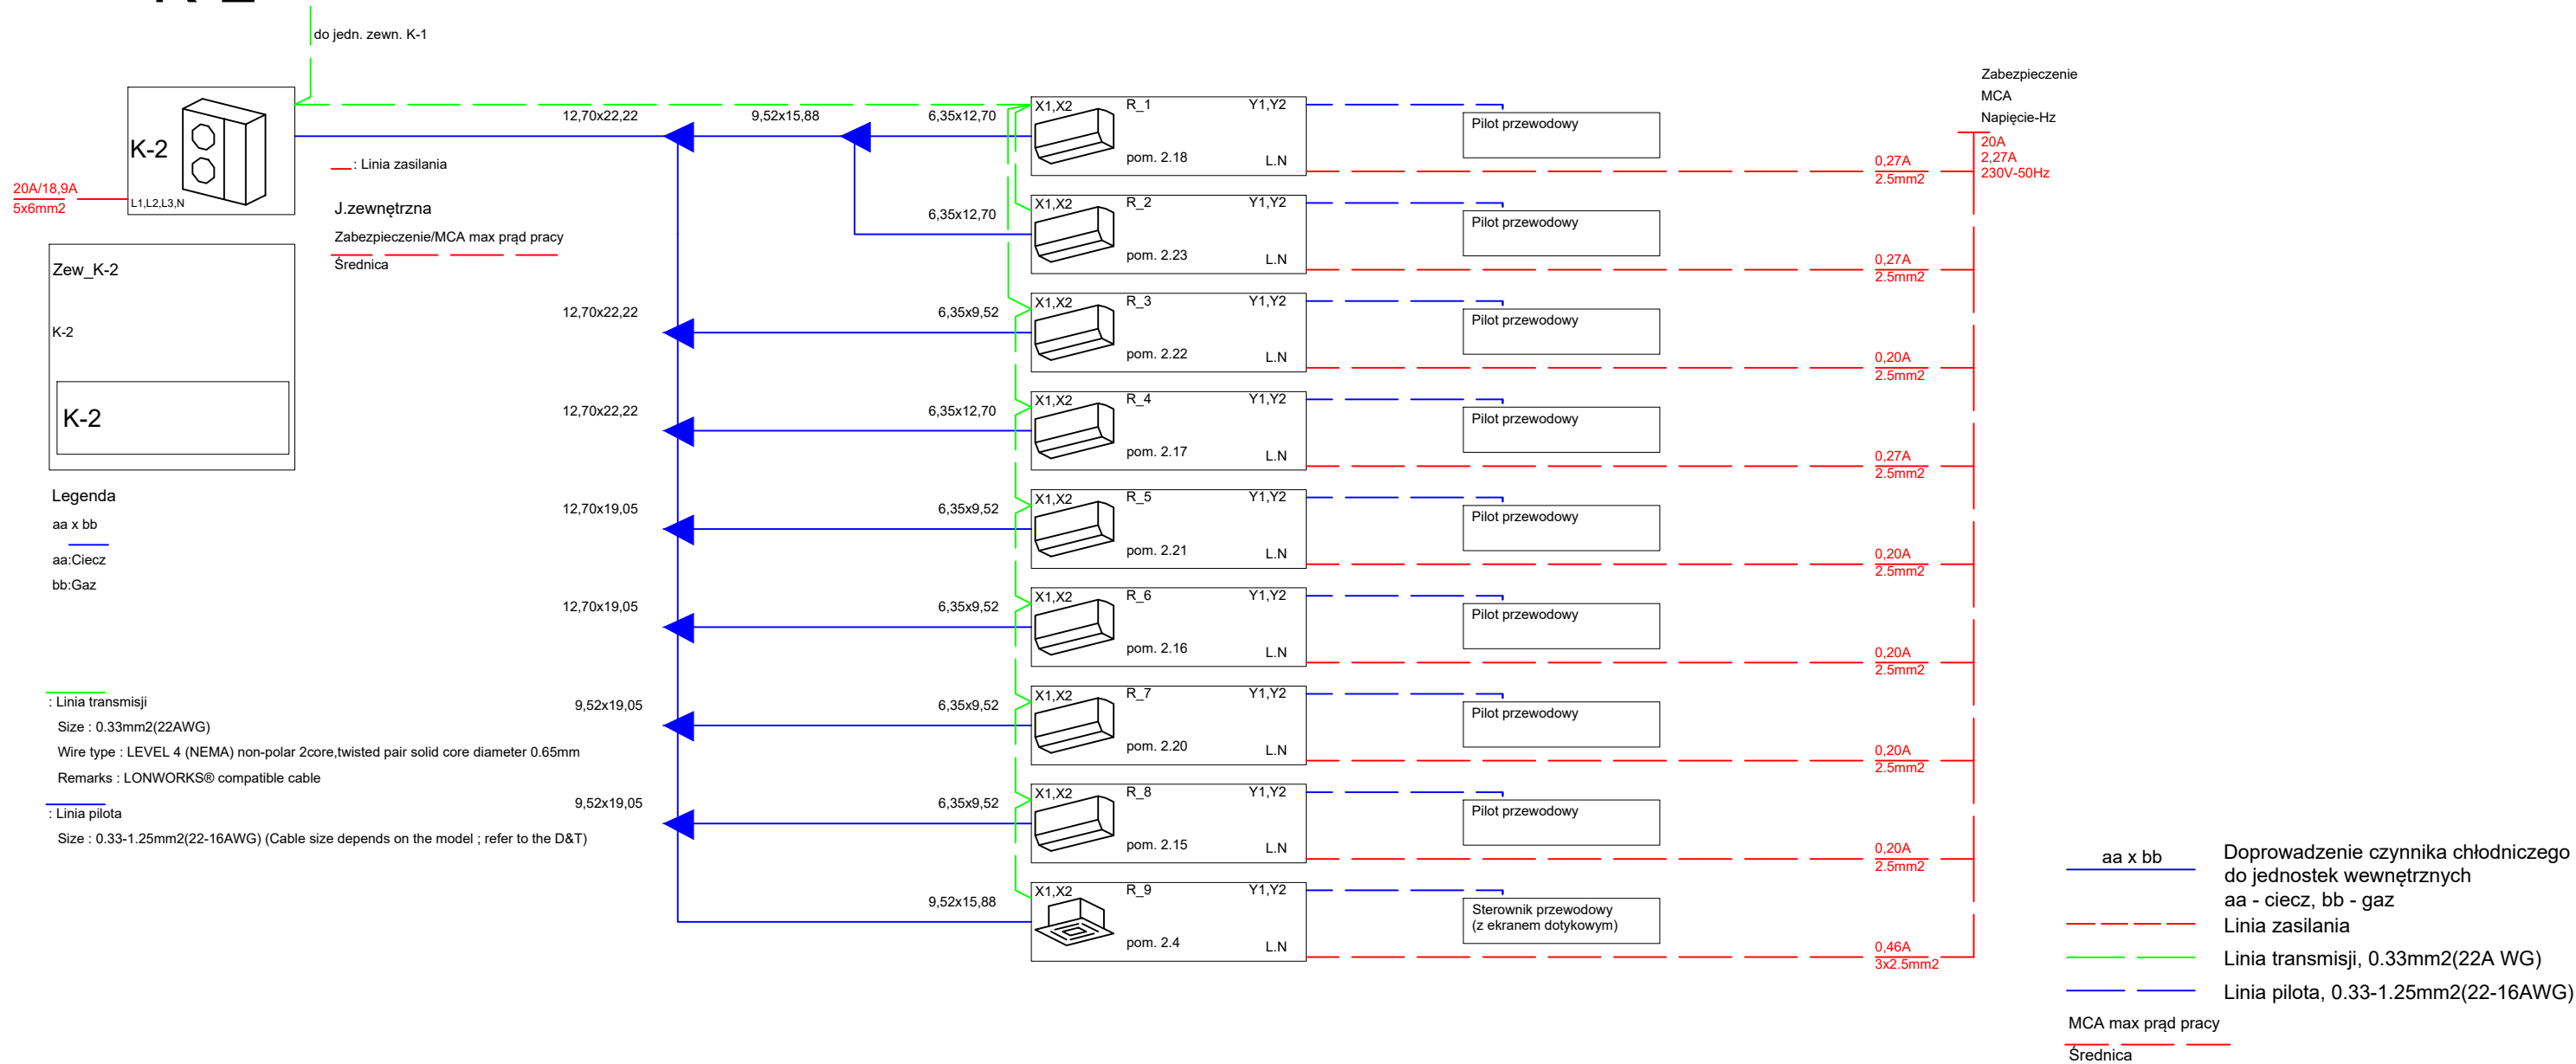 K-2
do jedn. zewn. K-1
K-2
L1,L2,L3,N
20A/18,9A
5x6mm2
: Linia zasilania
J.zewnętrzna
Zabezpieczenie/MCA max prąd pracy
Średnica
Zew_K-2
K-2
K-2
Legenda
aa x bb
aa:Ciecz
bb:Gaz
: Linia transmisji
Size : 0.33mm2(22AWG)
Wire type : LEVEL 4 (NEMA) non-polar 2core,twisted pair solid core diameter 0.65mm
Remarks : LONWORKS® compatible cable
: Linia pilota
Size : 0.33-1.25mm2(22-16AWG) (Cable size depends on the model ; refer to the D&T)
12,70x22,22
9,52x15,88
6,35x12,70
X1,X2
R_1
Y1,Y2
pom. 2.18
L.N
Pilot przewodowy
0,27A
2.5mm2
Zabezpieczenie
MCA
Napięcie-Hz
20A
2,27A
230V-50Hz
6,35x12,70
X1,X2
R_2
Y1,Y2
pom. 2.23
L.N
Pilot przewodowy
0,27A
2.5mm2
12,70x22,22
6,35x9,52
X1,X2
R_3
Y1,Y2
pom. 2.22
L.N
Pilot przewodowy
0,20A
2.5mm2
12,70x22,22
6,35x12,70
X1,X2
R_4
Y1,Y2
pom. 2.17
L.N
Pilot przewodowy
0,27A
2.5mm2
12,70x19,05
6,35x9,52
X1,X2
R_5
Y1,Y2
pom. 2.21
L.N
Pilot przewodowy
0,20A
2.5mm2
12,70x19,05
6,35x9,52
X1,X2
R_6
Y1,Y2
pom. 2.16
L.N
Pilot przewodowy
0,20A
2.5mm2
9,52x19,05
6,35x9,52
X1,X2
R_7
Y1,Y2
pom. 2.20
L.N
Pilot przewodowy
0,20A
2.5mm2
9,52x19,05
6,35x9,52
X1,X2
R_8
Y1,Y2
pom. 2.15
L.N
Pilot przewodowy
0,20A
2.5mm2
9,52x15,88
X1,X2
R_9
Y1,Y2
pom. 2.4
L.N
Sterownik przewodowy
(z ekranem dotykowym)
0,46A
3x2.5mm2
aa x bb
Doprowadzenie czynnika chłodniczego
do jednostek wewnętrznych
aa - ciecz, bb - gaz
Linia zasilania
Linia transmisji, 0.33mm2(22A WG)
Linia pilota, 0.33-1.25mm2(22-16AWG)
MCA max prąd pracy
Średnica